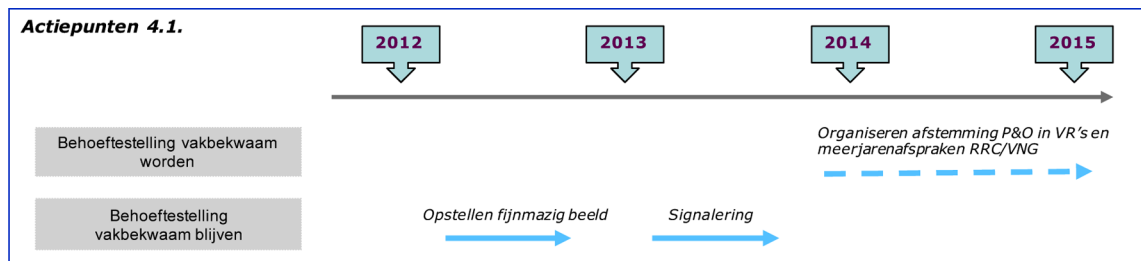 Actiepunten 4.1.
2012 2013 2014 2015
Behoeftestelling vakbekwaam
worden
Organiseren afstemming P&O in VR's en
meerjarenafspraken RRC/VNG
Behoeftestelling
vakbekwaam blijven
Opstellen fijnmazig beeld
Signalering